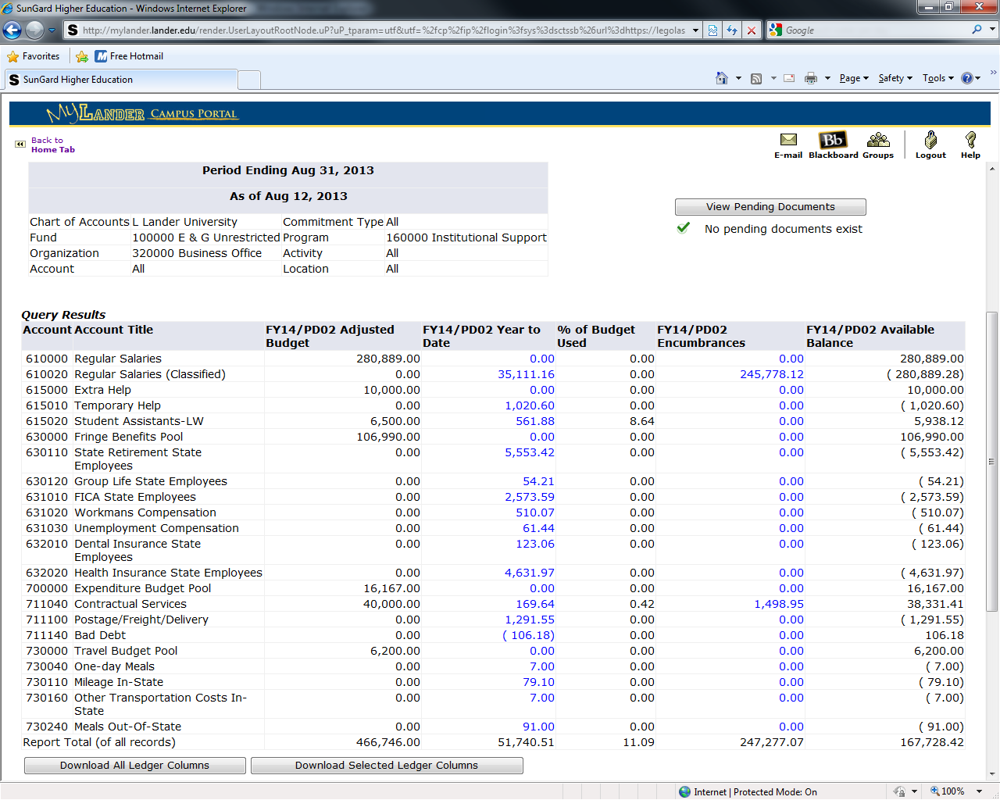 SunGard Higher Education - Windows Internet Explorer
http://mylander.lander.edu/render.UserLayoutRootNode.uP?uP_tparam=utf&utf=%2fcp%2fip%2flogin%3fsys%3dsctssb%26url%3dhttps://legolas
Google
Favorites Free Hotmail
SunGard Higher Education
Page Safety Tools
MyLander Campus Portal
Back to
Home Tab
E-mail Blackboard Groups Logout Help
Period Ending Aug 31, 2013
As of Aug 12, 2013
View Pending Documents
No pending documents exist
Chart of Accounts L Lander University Commitment Type All
Fund 100000 E & G Unrestricted Program 160000 Institutional Support
Organization 320000 Business Office Activity All
Account All Location All
Query Results
Account Account Title FY14/PD02 Adjusted FY14/PD02 Year to % of Budget FY14/PD02 FY14/PD02 Available
Budget Date Used Encumbrances Balance
610000 Regular Salaries 280,889.00 0.00 0.00 0.00 280,889.00
610020 Regular Salaries (Classified) 0.00 35,111.16 0.00 245,778.12 ( 280,889.28)
615000 Extra Help 10,000.00 0.00 0.00 0.00 10,000.00
615010 Temporary Help 0.00 1,020.60 0.00 0.00 ( 1,020.60)
615020 Student Assistants-LW 6,500.00 561.88 8.64 0.00 5,938.12
630000 Fringe Benefits Pool 106,990.00 0.00 0.00 0.00 106,990.00
630110 State Retirement State 0.00 5,553.42 0.00 0.00 ( 5,553.42)
Employees
630120 Group Life State Employees 0.00 54.21 0.00 0.00 ( 54.21)
631010 FICA State Employees 0.00 2,573.59 0.00 0.00 ( 2,573.59)
631020 Workmans Compensation 0.00 510.07 0.00 0.00 ( 510.07)
631030 Unemployment Compensation 0.00 61.44 0.00 0.00 ( 61.44)
632010 Dental Insurance State 0.00 123.06 0.00 0.00 ( 123.06)
Employees
632020 Health Insurance State Employees 0.00 4,631.97 0.00 0.00 ( 4,631.97)
700000 Expenditure Budget Pool 16,167.00 0.00 0.00 0.00 16,167.00
711040 Contractual Services 40,000.00 169.64 0.42 1,498.95 38,331.41
711100 Postage/Freight/Delivery 0.00 1,291.55 0.00 0.00 ( 1,291.55)
711140 Bad Debt 0.00 ( 106.18) 0.00 0.00 106.18
730000 Travel Budget Pool 6,200.00 0.00 0.00 0.00 6,200.00
730040 One-day Meals 0.00 7.00 0.00 0.00 ( 7.00)
730110 Mileage In-State 0.00 79.10 0.00 0.00 ( 79.10)
730160 Other Transportation Costs In- 0.00 7.00 0.00 0.00 ( 7.00)
State
730240 Meals Out-Of-State 0.00 91.00 0.00 0.00 ( 91.00)
Report Total (of all records) 466,746.00 51,740.51 11.09 247,277.07 167,728.42
Download All Ledger Columns Download Selected Ledger Columns
Internet | Protected Mode: On 100%